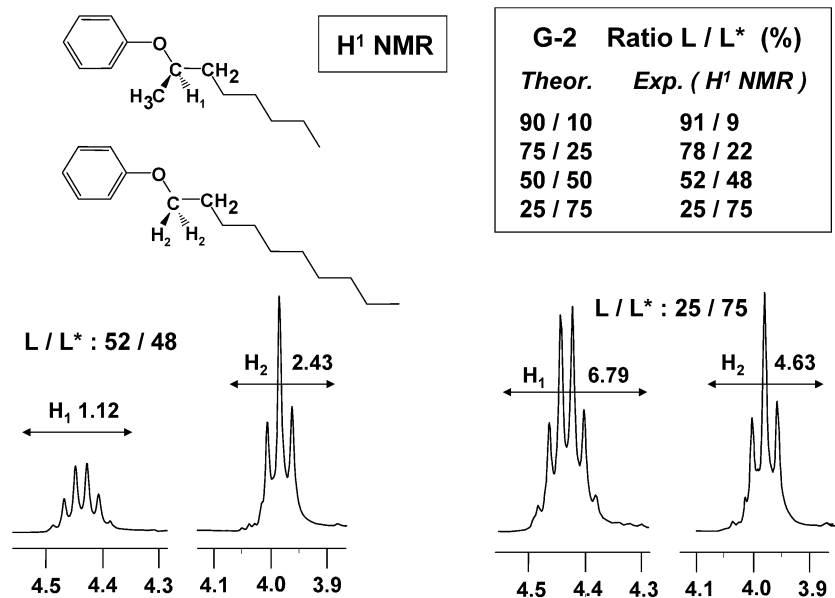 O
CH2
H3C
H1
O
C
CH2
H2 H2
H¹ NMR
G-2 Ratio L / L* (%)
Theor. Exp. ( H¹ NMR )
90 / 10 91 / 9
75 / 25 78 / 22
50 / 50 52 / 48
25 / 75 25 / 75
L / L* : 52 / 48
H1 1.12
H2 2.43
4.5 4.4 4.3
4.1 4.0 3.9
L / L* : 25 / 75
H1 6.79
H2 4.63
4.5 4.4 4.3
4.1 4.0 3.9